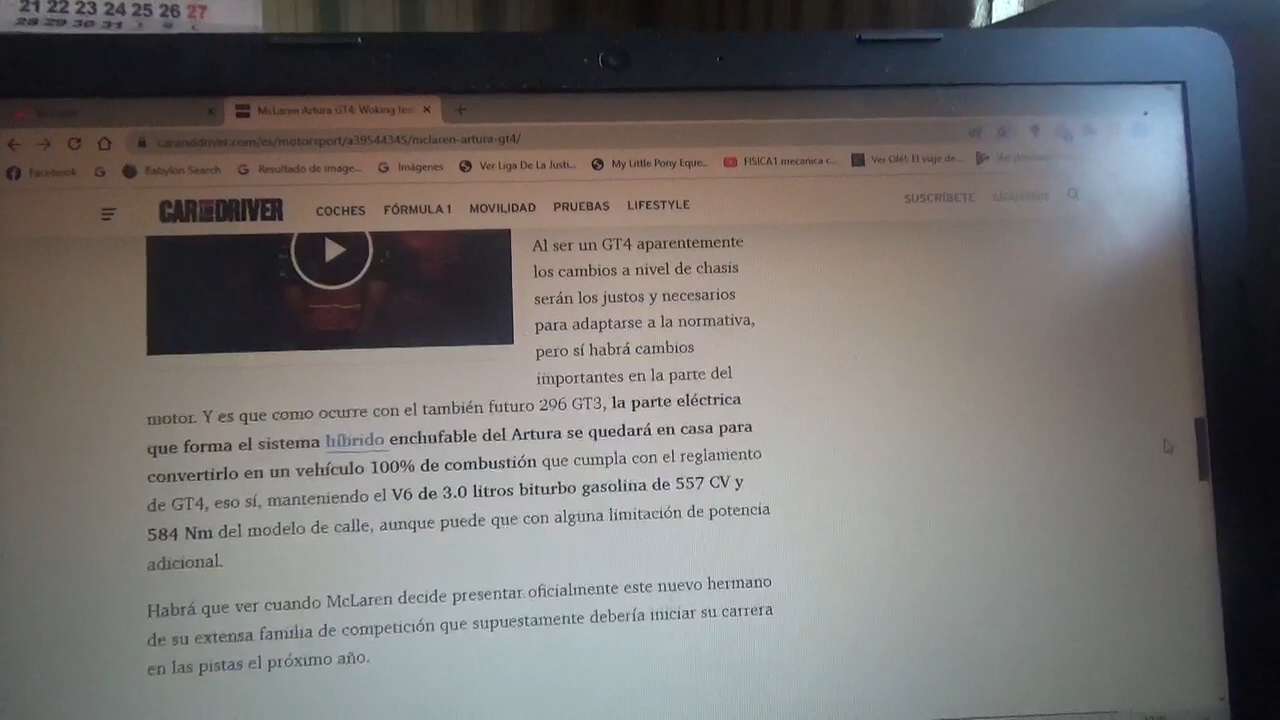 21 22 23 24 25 26 27
28 29 30 31
McLaren Artura GT4: Woking test
caranddriver.com/es/motorsport/a39544345/mclaren-artura-gt4/
Facebook
Babylon Search
Resultado de image...
Imágenes
Ver Liga De La Justi...
My Little Pony Eque...
FISICA1 mecanica c...
Ver Olé!, El viaje de...
CAR AND DRIVER
COCHES
FÓRMULA 1
MOVILIDAD
PRUEBAS
LIFESTYLE
SUSCRÍBETE
Al ser un GT4 aparentemente
los cambios a nivel de chasis
serán los justos y necesarios
para adaptarse a la normativa,
pero sí habrá cambios
importantes en la parte del
motor. Y es que como ocurre con el también futuro 296 GT3, la parte eléctrica
que forma el sistema híbrido enchufable del Artura se quedará en casa para
convertirlo en un vehículo 100% de combustión que cumpla con el reglamento
de GT4, eso sí, manteniendo el V6 de 3.0 litros biturbo gasolina de 557 CV y
584 Nm del modelo de calle, aunque puede que con alguna limitación de potencia
adicional.
Habrá que ver cuando McLaren decide presentar oficialmente este nuevo hermano
de su extensa familia de competición que supuestamente debería iniciar su carrera
en las pistas el próximo año.